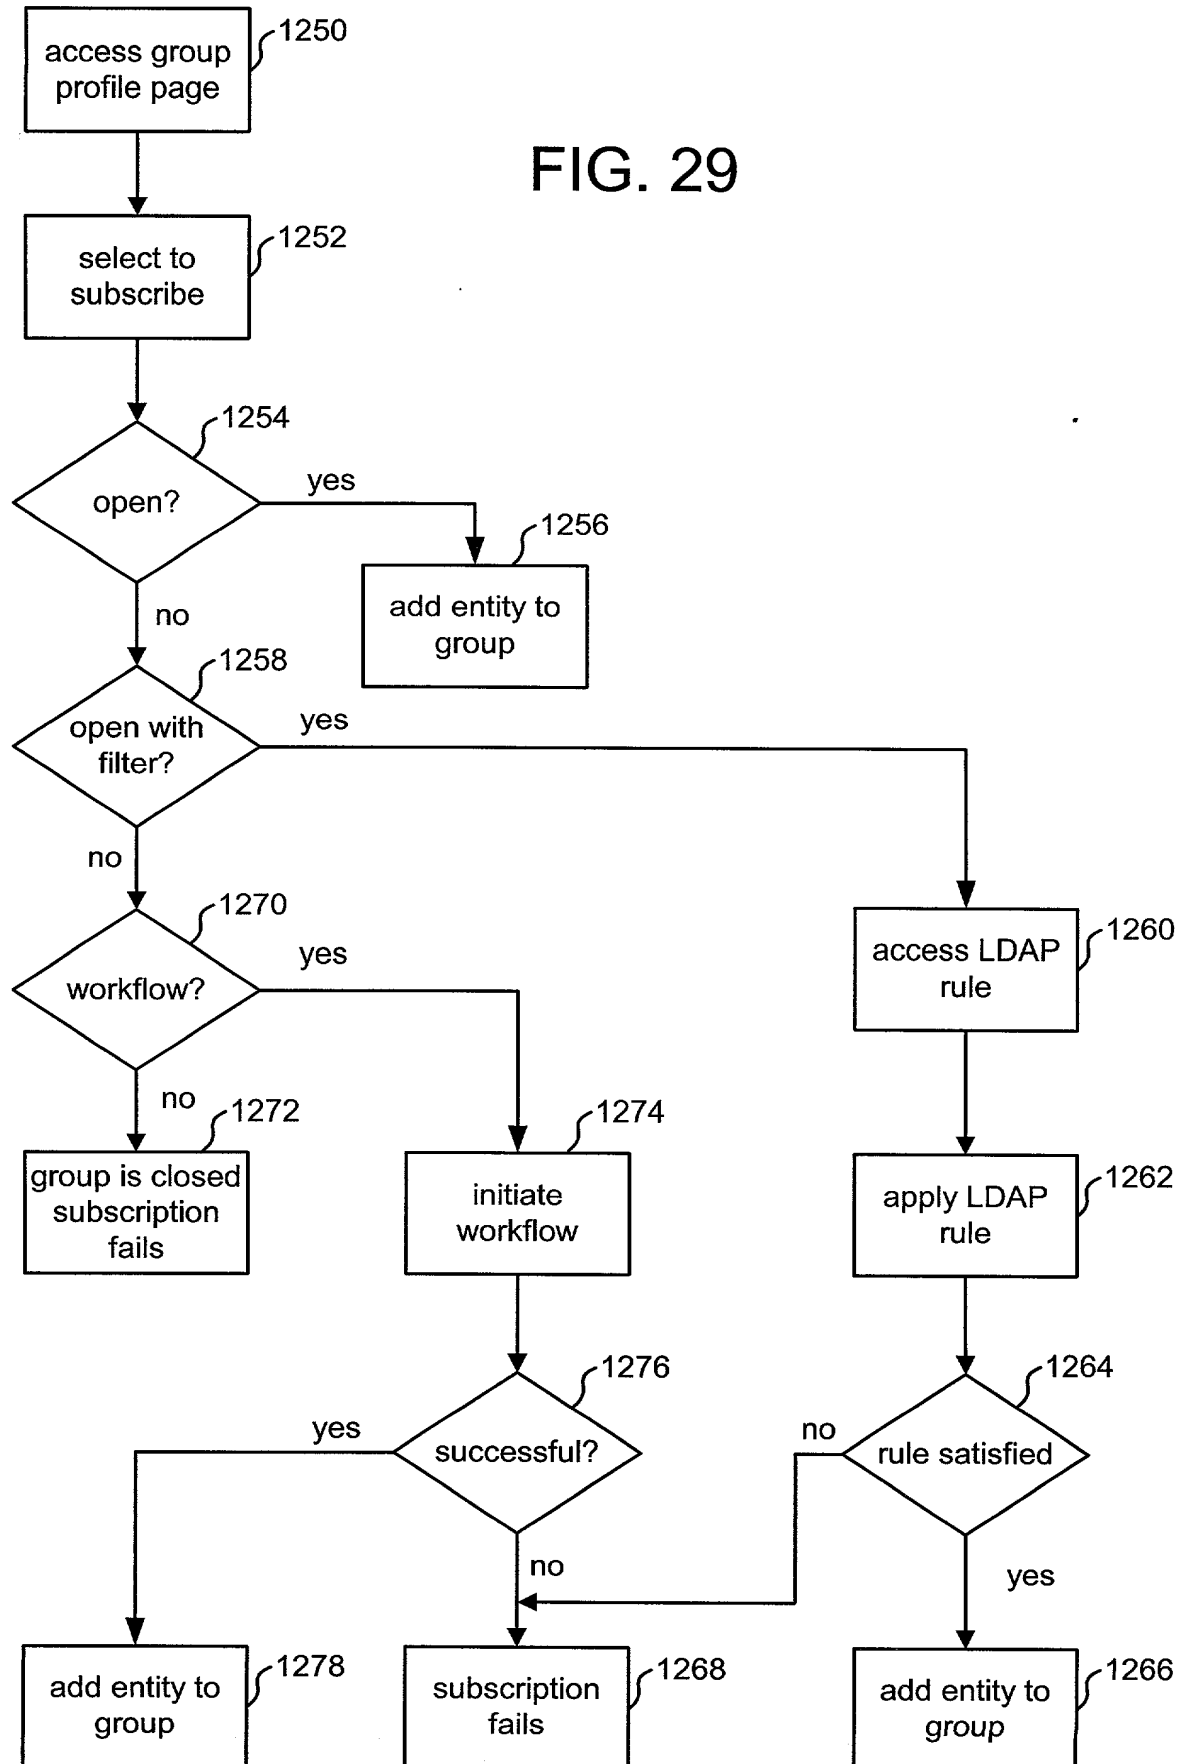 access group
profile page
1250
FIG. 29
select to
subscribe
1252
open?
1254
yes
no
add entity to
group
1256
open with
filter?
1258
yes
no
access LDAP
rule
1260
workflow?
1270
yes
no
group is closed
subscription
fails
1272
initiate
workflow
1274
apply LDAP
rule
1262
successful?
1276
yes
no
rule satisfied
1264
no
yes
add entity to
group
1278
subscription
fails
1268
add entity to
group
1266